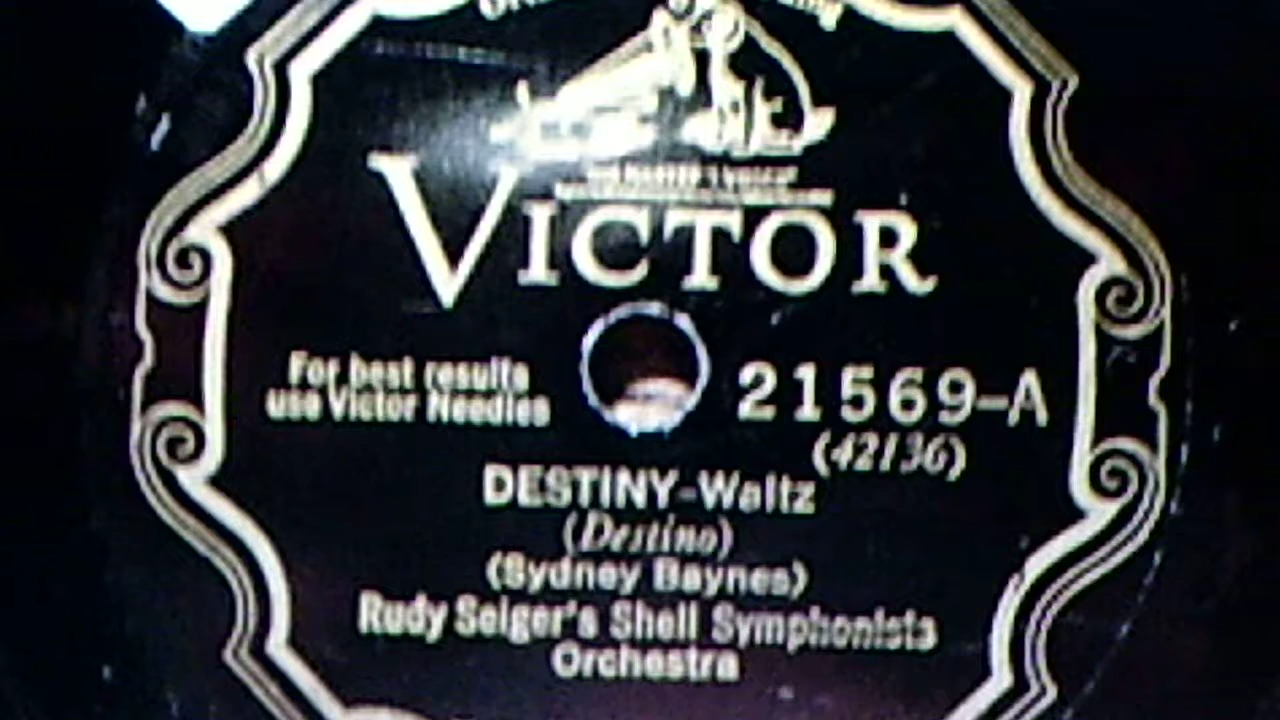 VICTOR
For best results
use Victor Needles
21569-A
(42136)
DESTINY-Waltz
(Destino)
(Sydney Baynes)
Rudy Seiger's Shell Symphonists
Orchestra